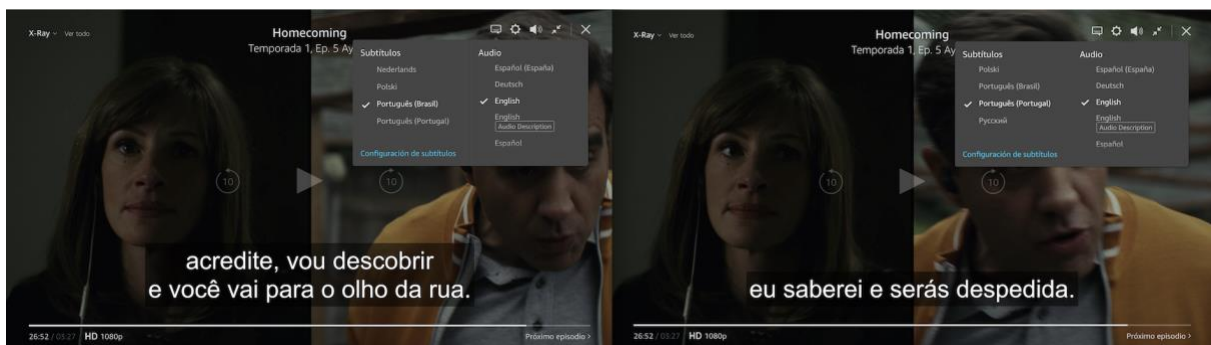 X-Ray Ver todo
Homecoming
Temporada 1, Ep. 5 Ay
Subtítulos
Nederlands
Polski
Português (Brasil)
Português (Portugal)
Configuración de subtítulos
Audio
Español (España)
Deutsch
English
English
Audio Description
Español
10
10
acredite, vou descobrir
e você vai para o olho da rua.
26:52 / 03:27 HD 1080p
Próximo episodio >
X-Ray Ver todo
Homecoming
Temporada 1, Ep. 5 Ay
Subtítulos
Polski
Português (Brasil)
Português (Portugal)
Русский
Configuración de subtítulos
Audio
Español (España)
Deutsch
English
English
Audio Description
Español
10
10
eu saberei e serás despedida.
26:52 / 03:27 HD 1080p
Próximo episodio >